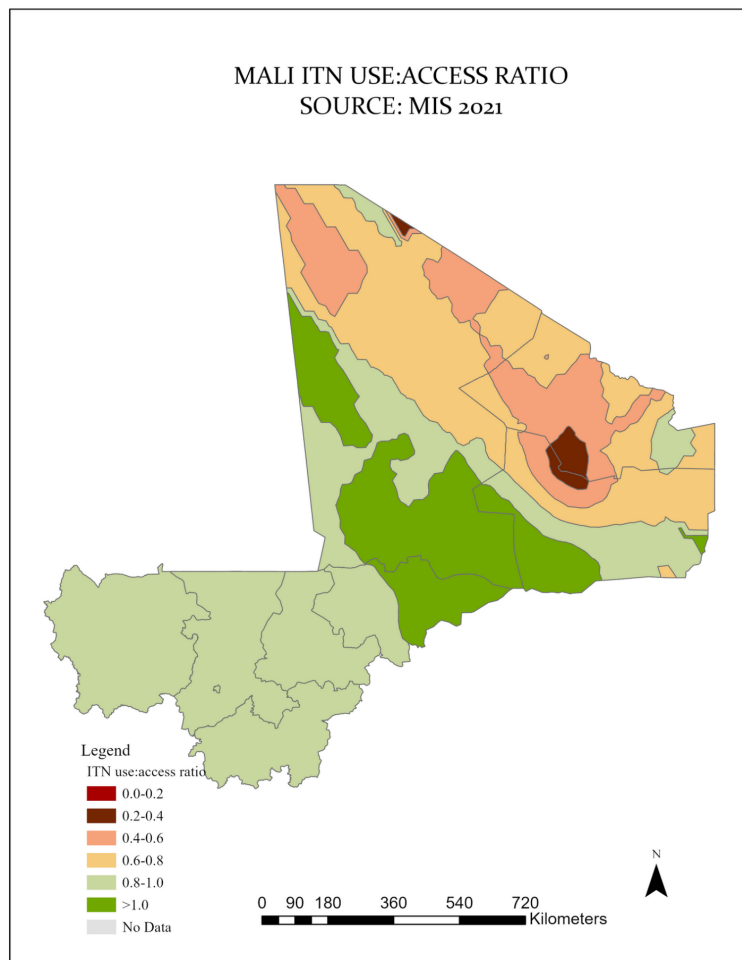 MALI ITN USE:ACCESS RATIO
SOURCE: MIS 2021
Legend
ITN use:access ratio
0.0-0.2
0.2-0.4
0.4-0.6
0.6-0.8
0.8-1.0
>1.0
No Data
N
0 90 180 360 540 720
Kilometers